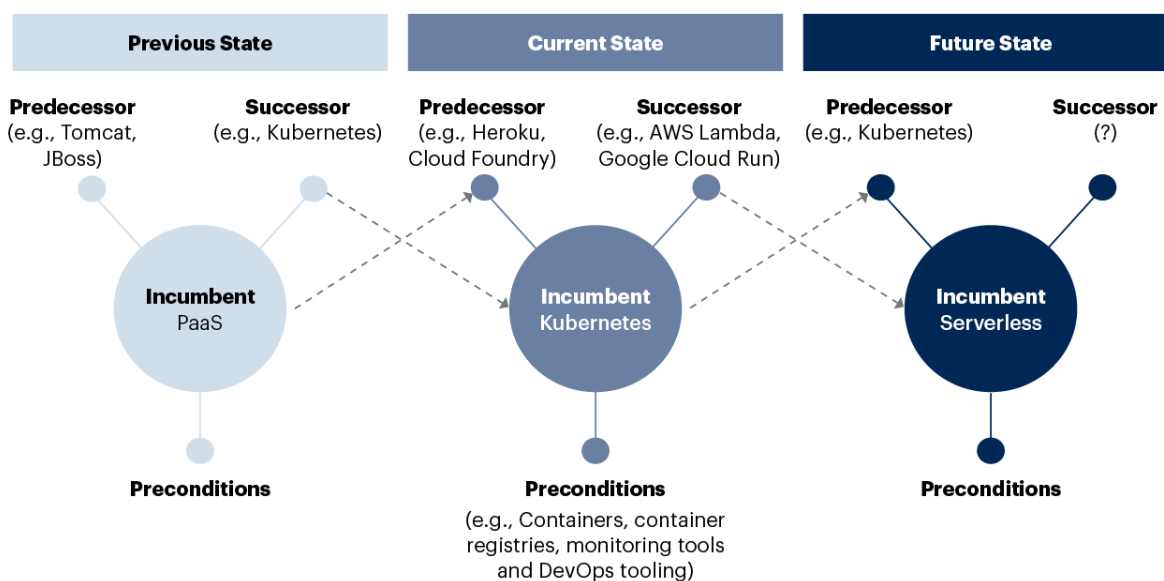 Previous State
Current State
Future State
Predecessor
(e.g., Tomcat,
JBoss)
Successor
(e.g., Kubernetes)
Predecessor
(e.g., Heroku,
Cloud Foundry)
Successor
(e.g., AWS Lambda,
Google Cloud Run)
Predecessor
(e.g., Kubernetes)
Successor
(?)
Incumbent
PaaS
Incumbent
Kubernetes
Incumbent
Serverless
Preconditions
Preconditions
(e.g., Containers, container
registries, monitoring tools
and DevOps tooling)
Preconditions